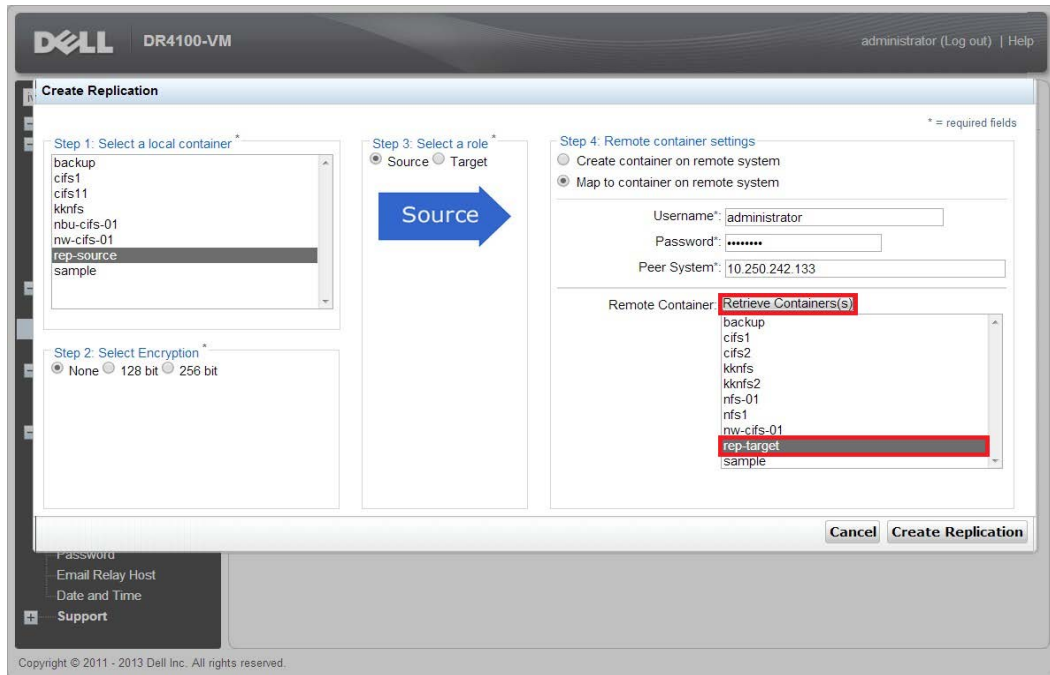 DELL DR4100-VM administrator (Log out) | Help
Create Replication
* = required fields
Step 1: Select a local container *
backup
cifs1
cifs11
kknfs
nbu-cifs-01
nw-cifs-01
rep-source
sample
Step 2: Select Encryption *
None 128 bit 256 bit
Step 3: Select a role *
Source Target
Source
Step 4: Remote container settings
Create container on remote system
Map to container on remote system
Username*: administrator
Password*: ••••••••
Peer System*: 10.250.242.133
Remote Container: Retrieve Containers(s)
backup
cifs1
cifs2
kknfs
kknfs2
nfs-01
nfs1
nw-cifs-01
rep-target
sample
Cancel Create Replication
Password
Email Relay Host
Date and Time
Support
Copyright © 2011 - 2013 Dell Inc. All rights reserved.